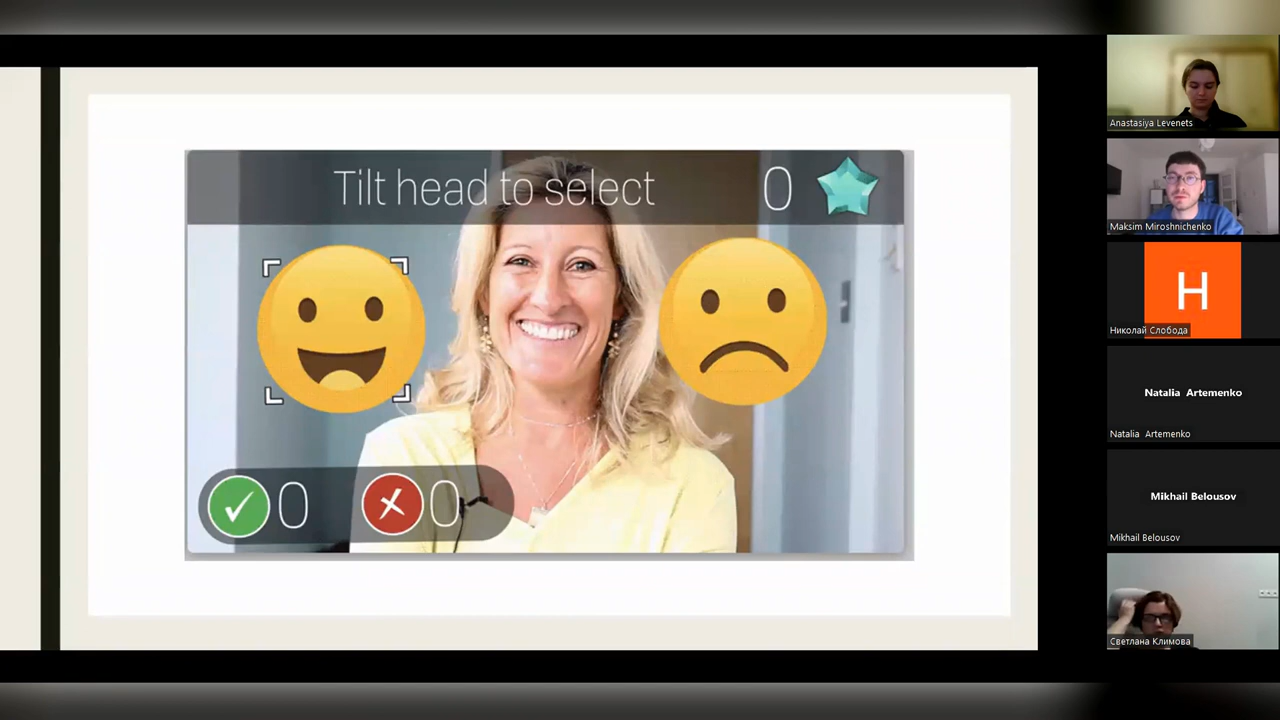 Tilt head to select
0
0
0
Anastasiya Levenets
Maksim Miroshnichenko
H
Николай Слобода
Natalia Artemenko
Natalia Artemenko
Mikhail Belousov
Mikhail Belousov
Светлана Климова